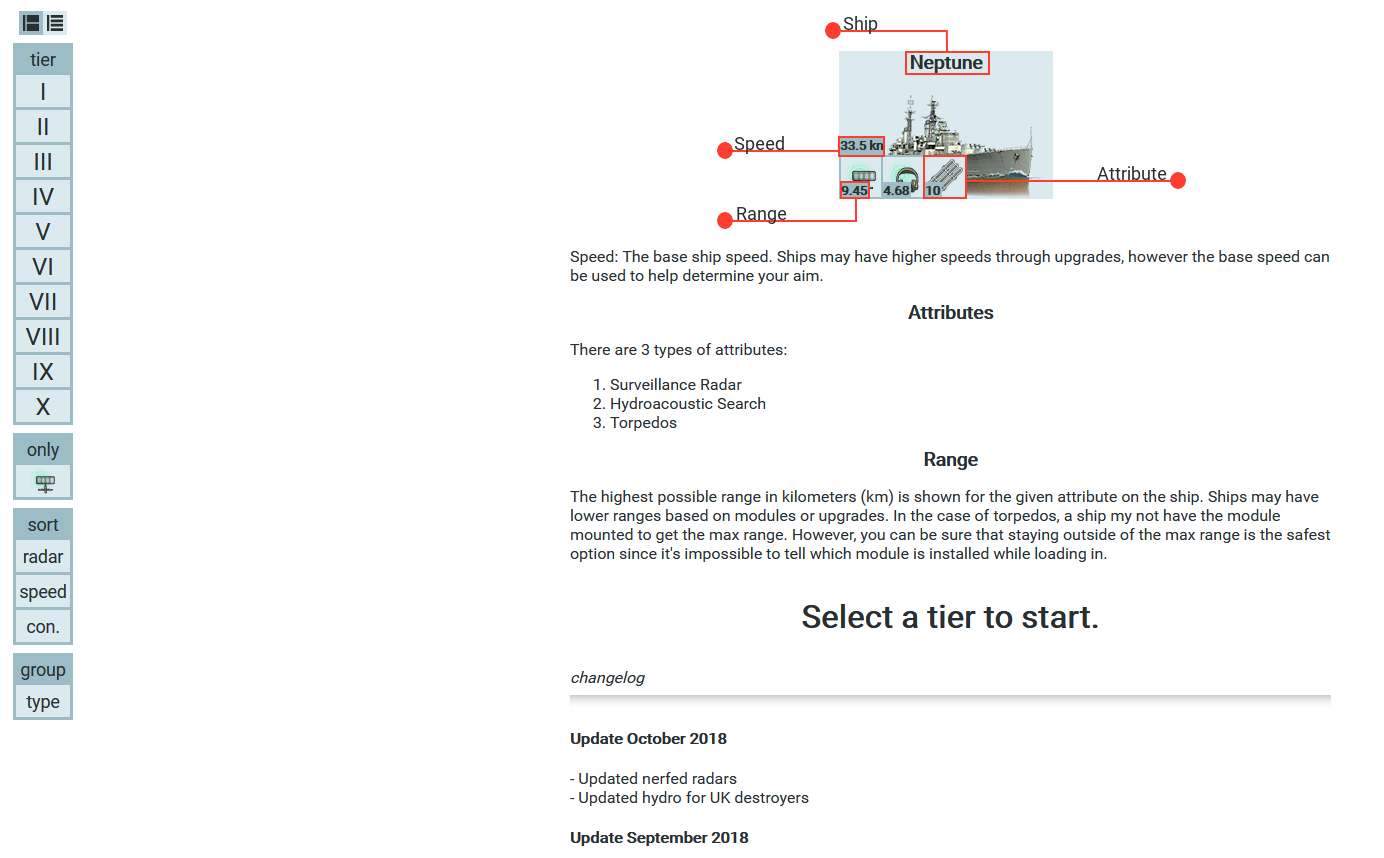 tier
I
II
III
IV
V
VI
VII
VIII
IX
X
only
sort
radar
speed
con.
group
type
Ship
Neptune
Speed
33.5 kn
Attribute
9.45
4.68
10
Range
Speed: The base ship speed. Ships may have higher speeds through upgrades, however the base speed can
be used to help determine your aim.
Attributes
There are 3 types of attributes:
1. Surveillance Radar
2. Hydroacoustic Search
3. Torpedos
Range
The highest possible range in kilometers (km) is shown for the given attribute on the ship. Ships may have
lower ranges based on modules or upgrades. In the case of torpedos, a ship my not have the module
mounted to get the max range. However, you can be sure that staying outside of the max range is the safest
option since it's impossible to tell which module is installed while loading in.
Select a tier to start.
changelog
Update October 2018
- Updated nerfed radars
- Updated hydro for UK destroyers
Update September 2018